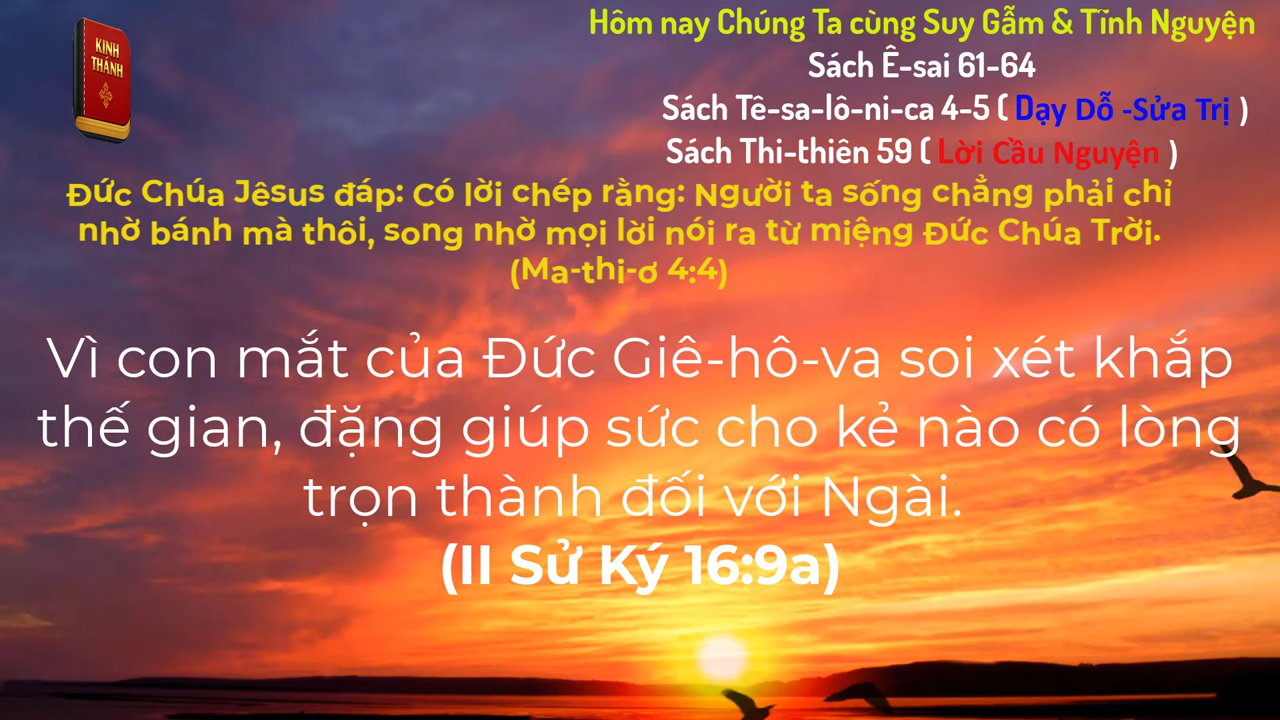 KINH
THÁNH
Hôm nay Chúng Ta cùng Suy Gẫm & Tĩnh Nguyện
Sách Ê-sai 61-64
Sách Tê-sa-lô-ni-ca 4-5 ( Dạy Dỗ -Sửa Trị )
Sách Thi-thiên 59 ( Lời Cầu Nguyện )
Đức Chúa Jêsus đáp: Có lời chép rằng: Người ta sống chẳng phải chỉ
nhờ bánh mà thôi, song nhờ mọi lời nói ra từ miệng Đức Chúa Trời.
(Ma-thi-ơ 4:4)
Vì con mắt của Đức Giê-hô-va soi xét khắp
thế gian, đặng giúp sức cho kẻ nào có lòng
trọn thành đối với Ngài.
(II Sử Ký 16:9a)